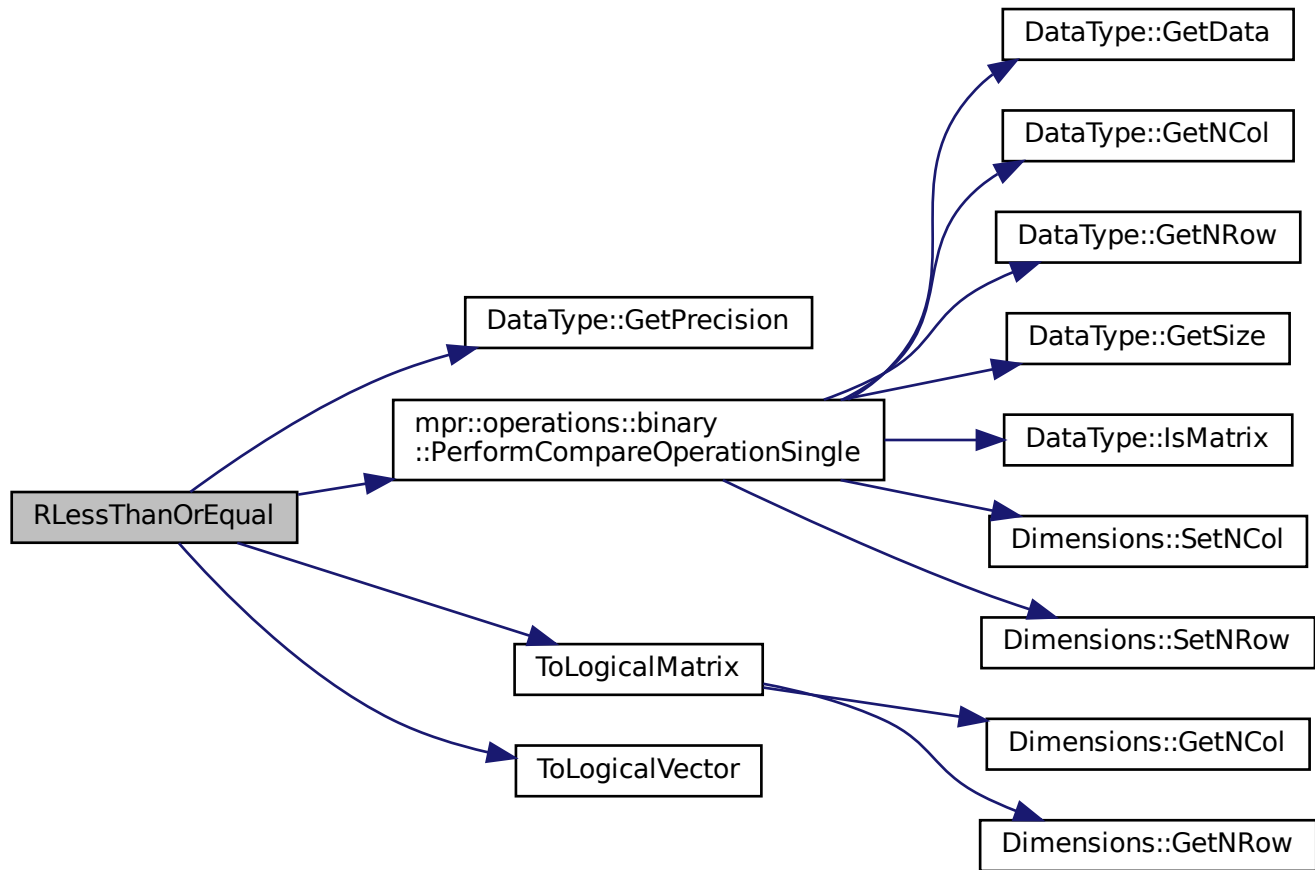 DataType::GetData
DataType::GetNCol
DataType::GetNRow
DataType::GetPrecision
DataType::GetSize
mpr::operations::binary
::PerformCompareOperationSingle
DataType::IsMatrix
RLessThanOrEqual
Dimensions::SetNCol
Dimensions::SetNRow
ToLogicalMatrix
Dimensions::GetNCol
ToLogicalVector
Dimensions::GetNRow